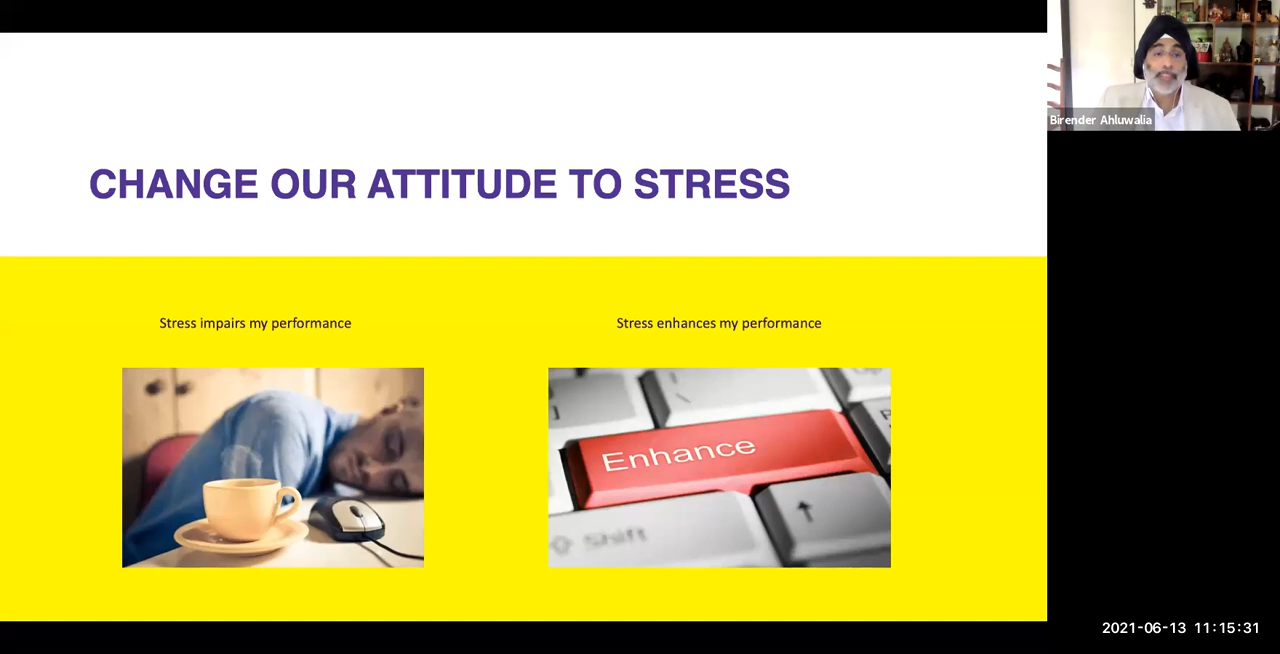 Birender Ahluwalia
CHANGE OUR ATTITUDE TO STRESS
Stress impairs my performance
Stress enhances my performance
Enhance
Shift
2021-06-13 11:15:31